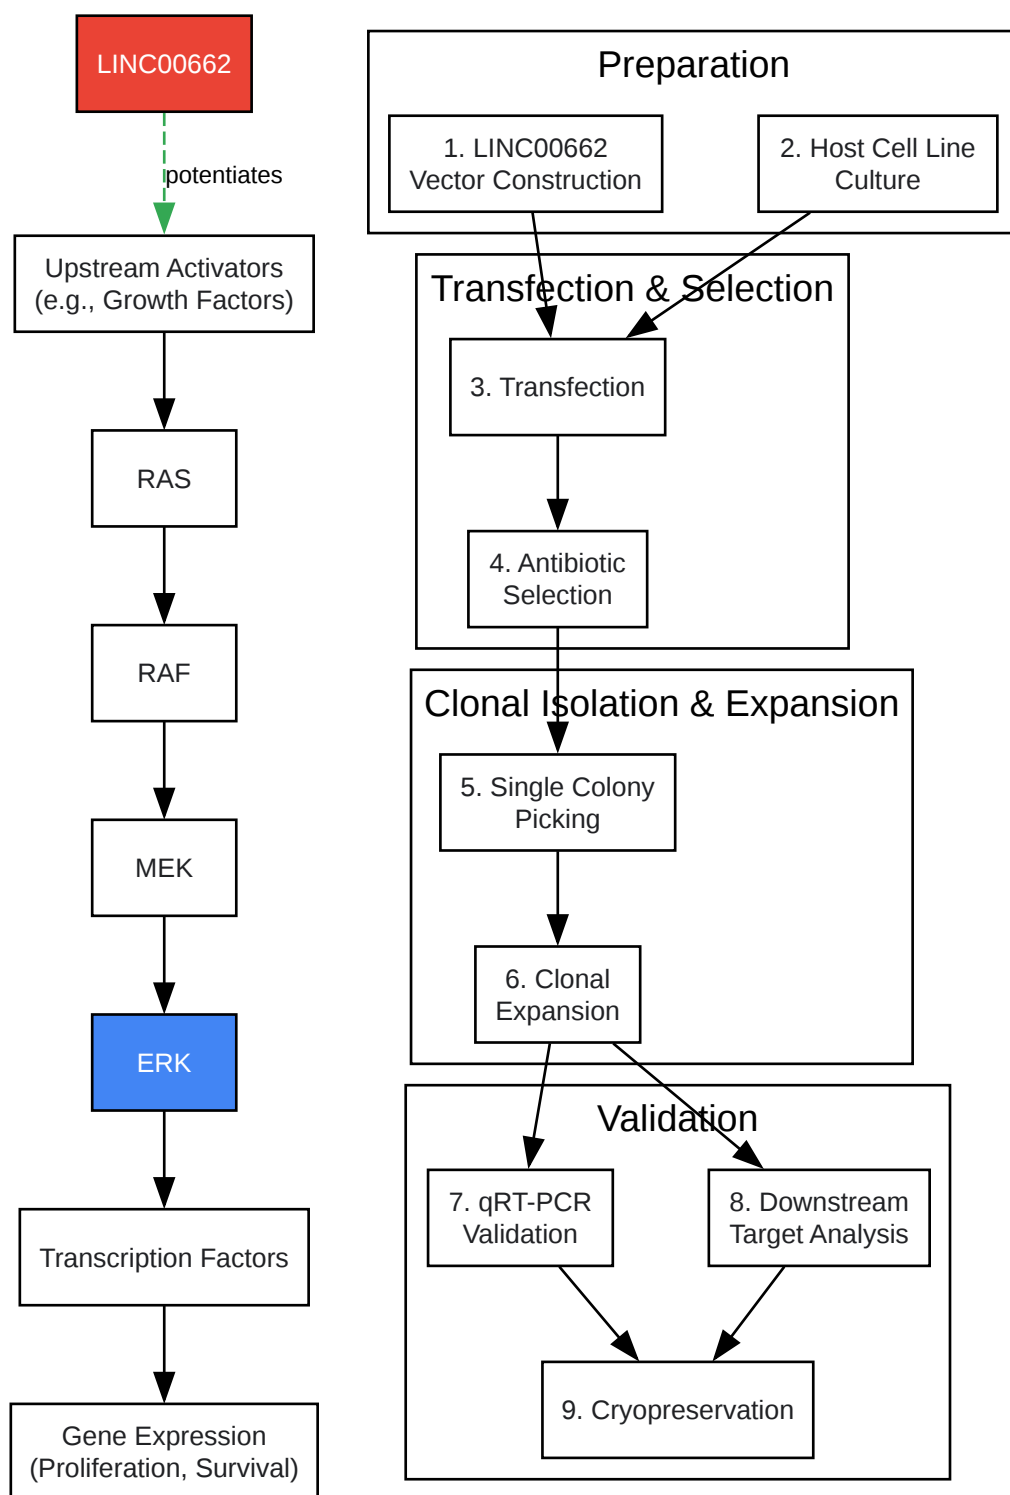 LINC00662
potentiates
Upstream Activators
(e.g., Growth Factors)
RAS
RAF
MEK
ERK
Transcription Factors
Gene Expression
(Proliferation, Survival)
Preparation
1. LINC00662
Vector Construction
2. Host Cell Line
Culture
Transfection & Selection
3. Transfection
4. Antibiotic
Selection
Clonal Isolation & Expansion
5. Single Colony
Picking
6. Clonal
Expansion
Validation
7. qRT-PCR
Validation
8. Downstream
Target Analysis
9. Cryopreservation